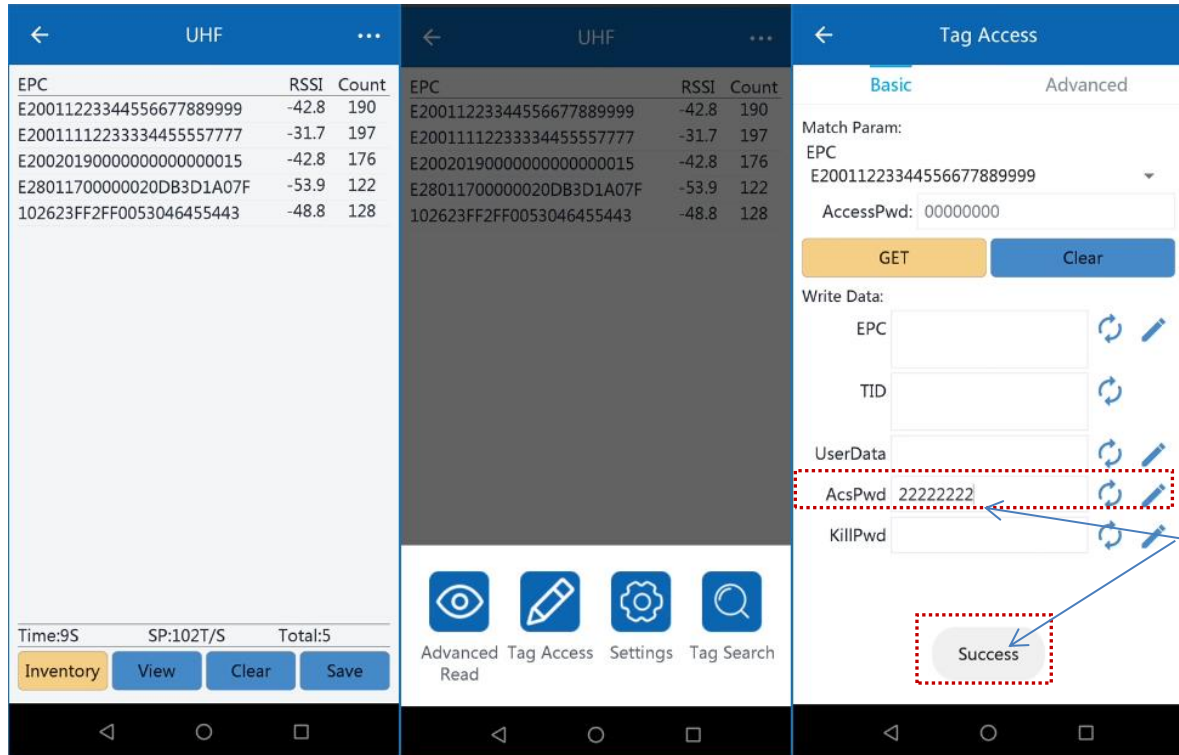 UHF
EPC RSSI Count
E20011223344556677889999 -42.8 190
E20011112233334455557777 -31.7 197
E20020190000000000000015 -42.8 176
E28011700000020DB3D1A07F -53.9 122
102623FF2FF0053046455443 -48.8 128
Time:9S SP:102T/S Total:5
Inventory View Clear Save
UHF
EPC RSSI Count
E20011223344556677889999 -42.8 190
E20011112233334455557777 -31.7 197
E20020190000000000000015 -42.8 176
E28011700000020DB3D1A07F -53.9 122
102623FF2FF0053046455443 -48.8 128
Advanced Read Tag Access Settings Tag Search
Tag Access
Basic Advanced
Match Param:
EPC
E20011223344556677889999
AccessPwd: 00000000
GET Clear
Write Data:
EPC
TID
UserData
AcsPwd 22222222
KillPwd
Success